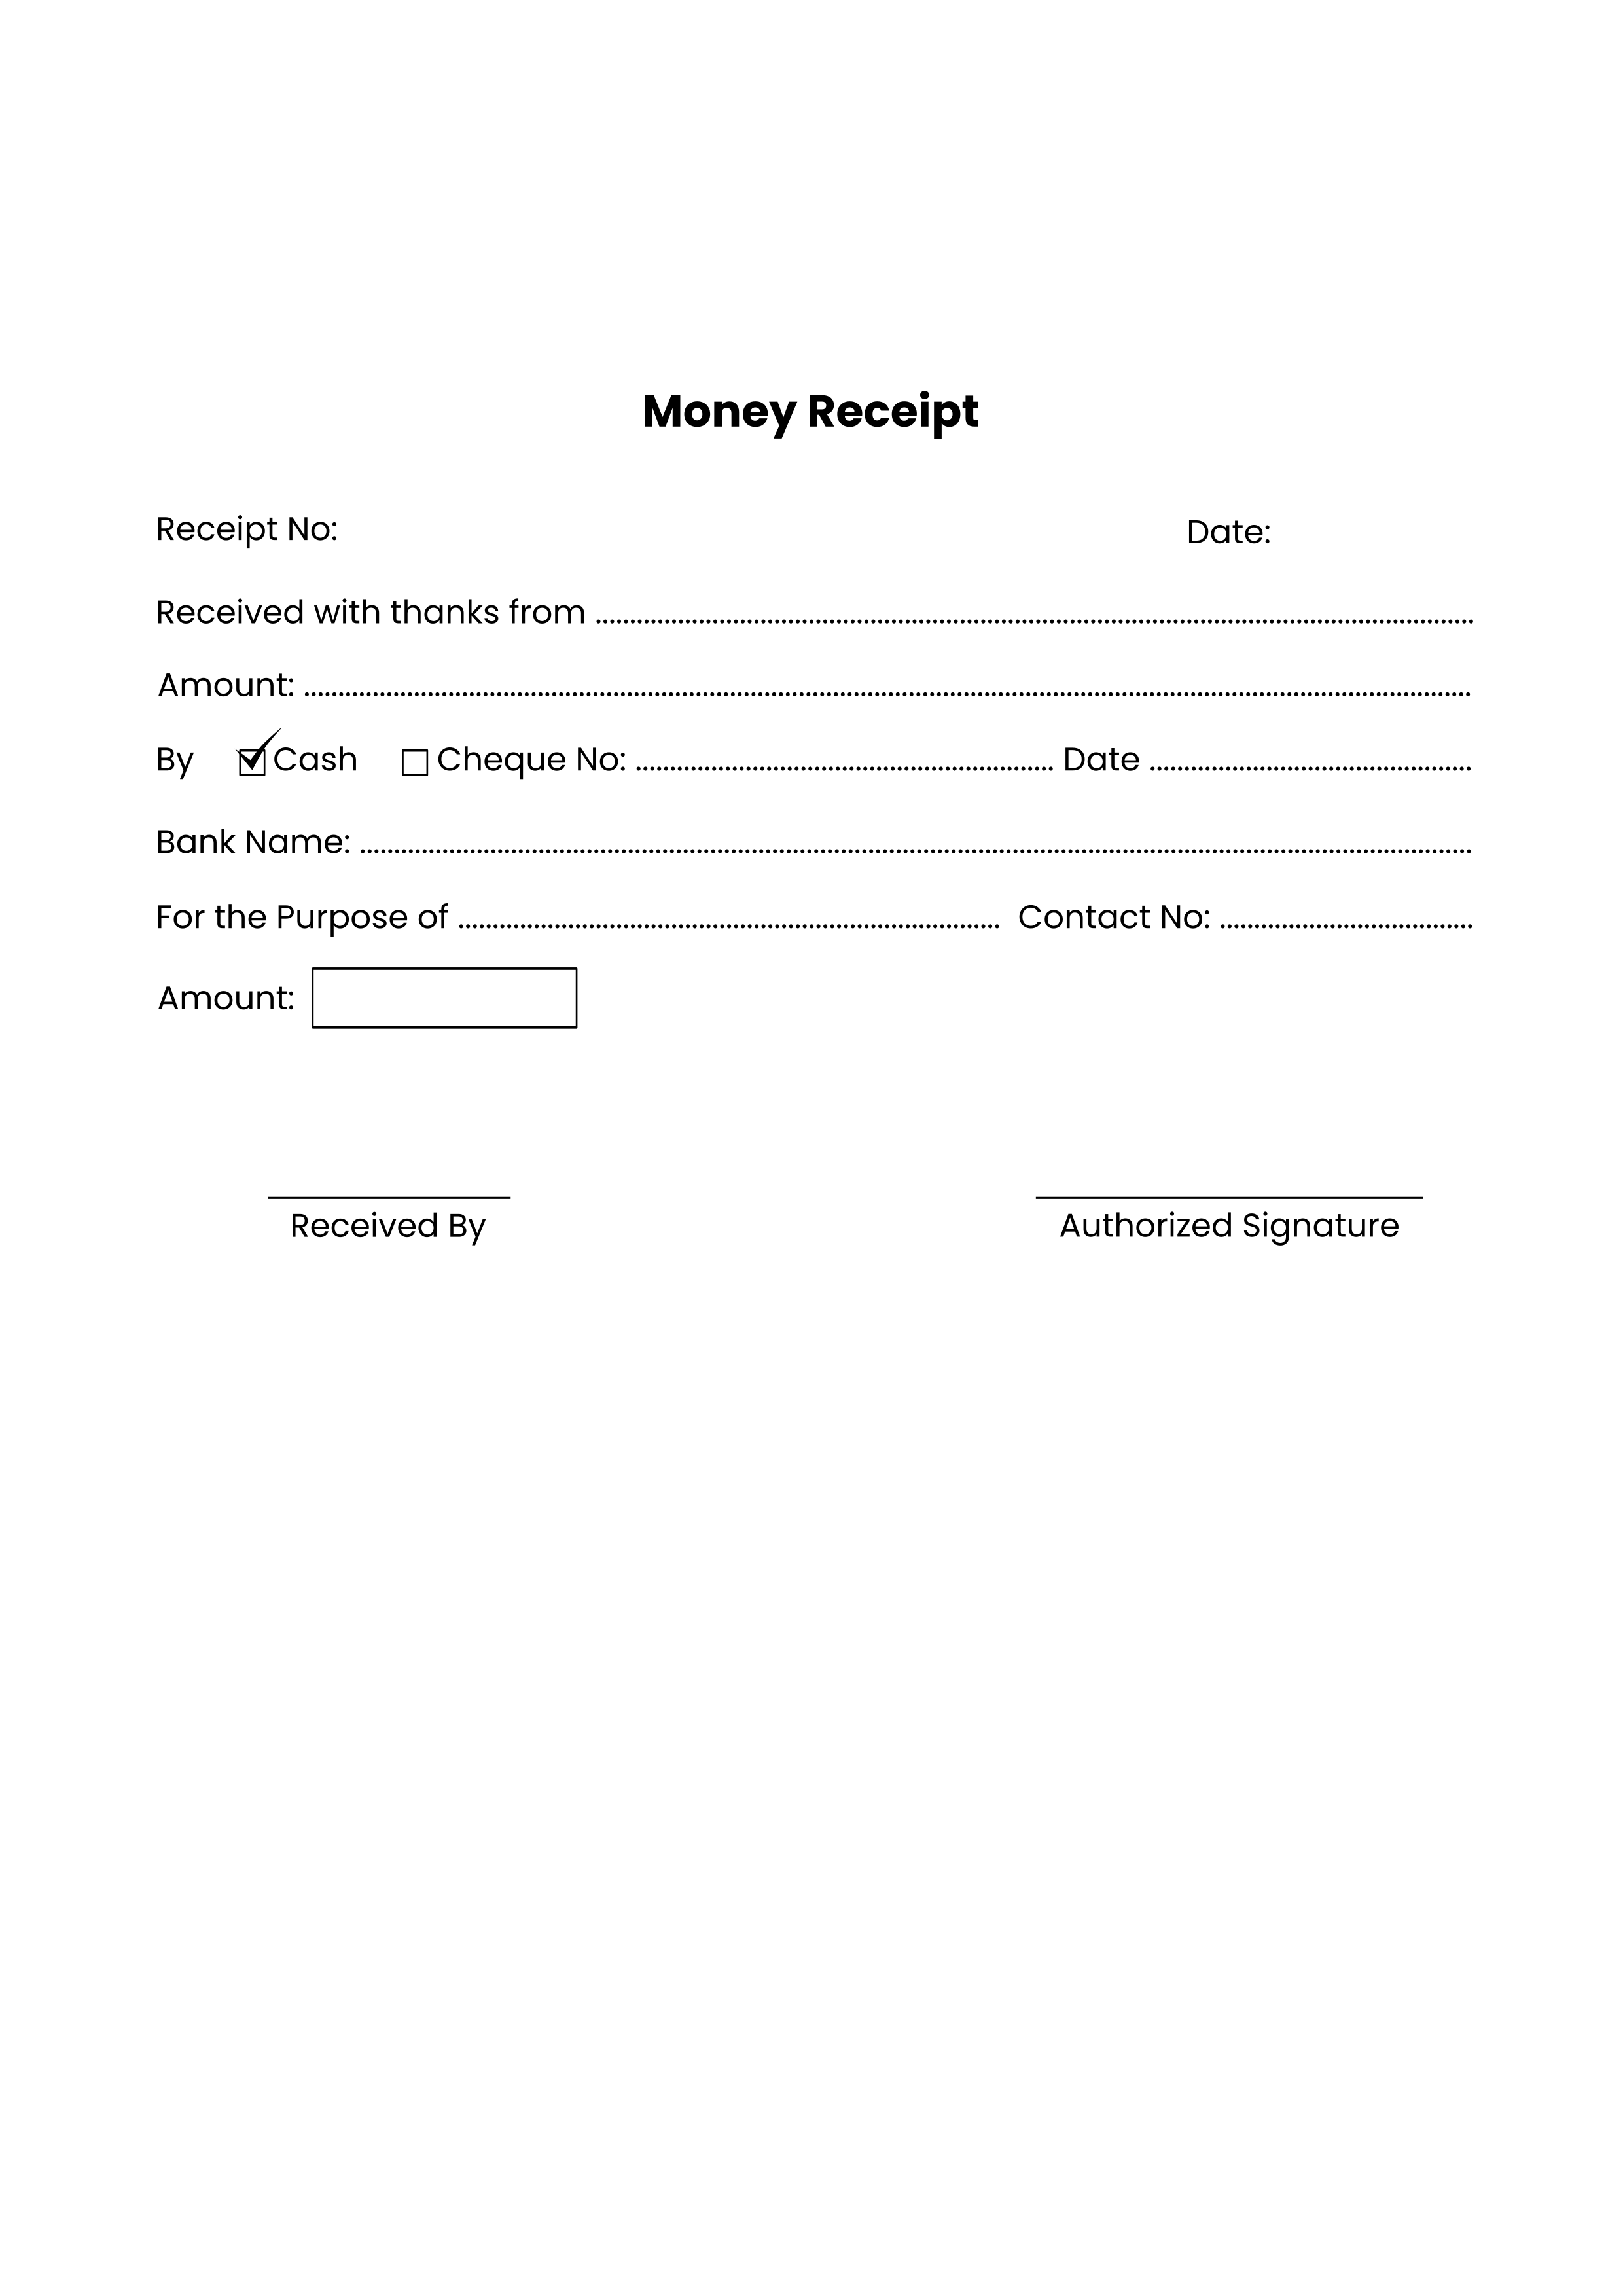 Money Receipt
Receipt No: Date:
Received with thanks from ................................................................
Amount: ................................................................
By ☑ Cash ☐ Cheque No: ................................ Date ................................
Bank Name: ................................................................
For the Purpose of ................................ Contact No: ................................
Amount:
Received By Authorized Signature